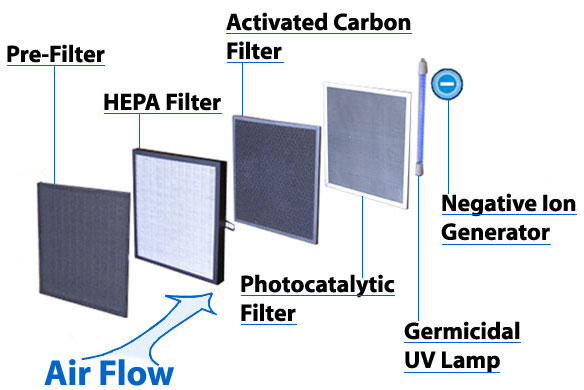 Activated Carbon
Filter
Pre-Filter
HEPA Filter
Negative Ion
Generator
Photocatalytic
Filter
Germicidal
UV Lamp
Air Flow